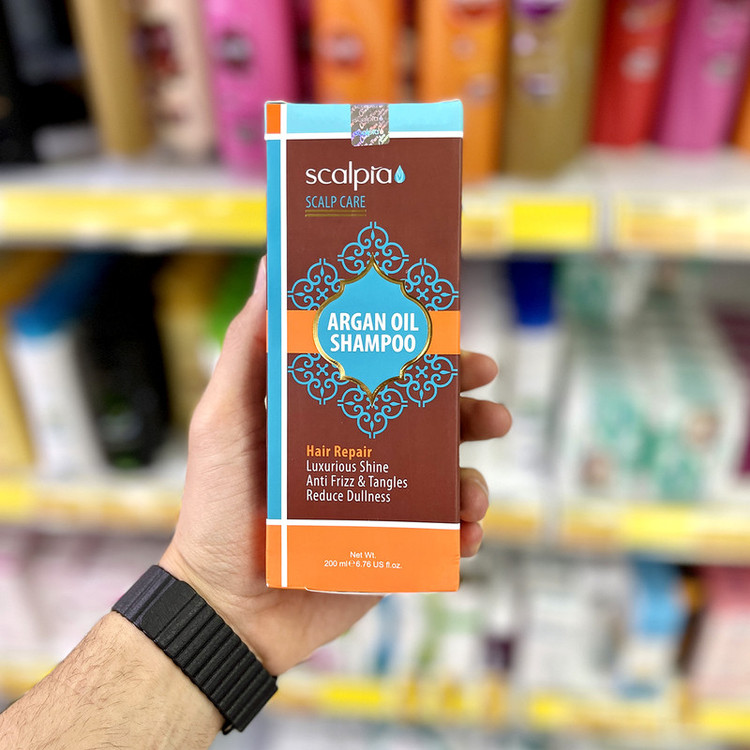 scalpia
SCALP CARE
ARGAN OIL
SHAMPOO
Hair Repair
Luxurious Shine
Anti Frizz & Tangles
Reduce Dullness
Net Wt.
200 ml ℮ 6.76 US fl.oz.